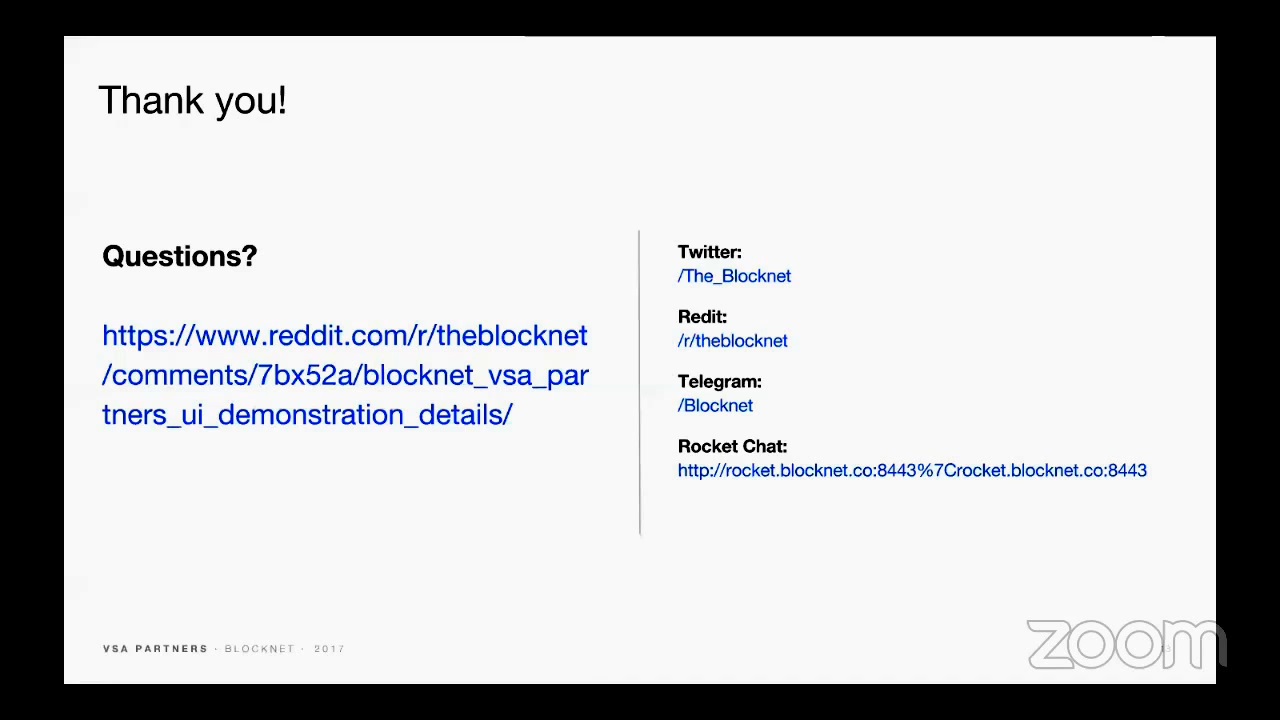 Thank you!
Questions?
https://www.reddit.com/r/theblocknet
/comments/7bx52a/blocknet_vsa_par
tners_ui_demonstration_details/
Twitter:
/The_Blocknet
Redit:
/r/theblocknet
Telegram:
/Blocknet
Rocket Chat:
http://rocket.blocknet.co:8443%7Crocket.blocknet.co:8443
VSA PARTNERS · BLOCKNET · 2017
zoom